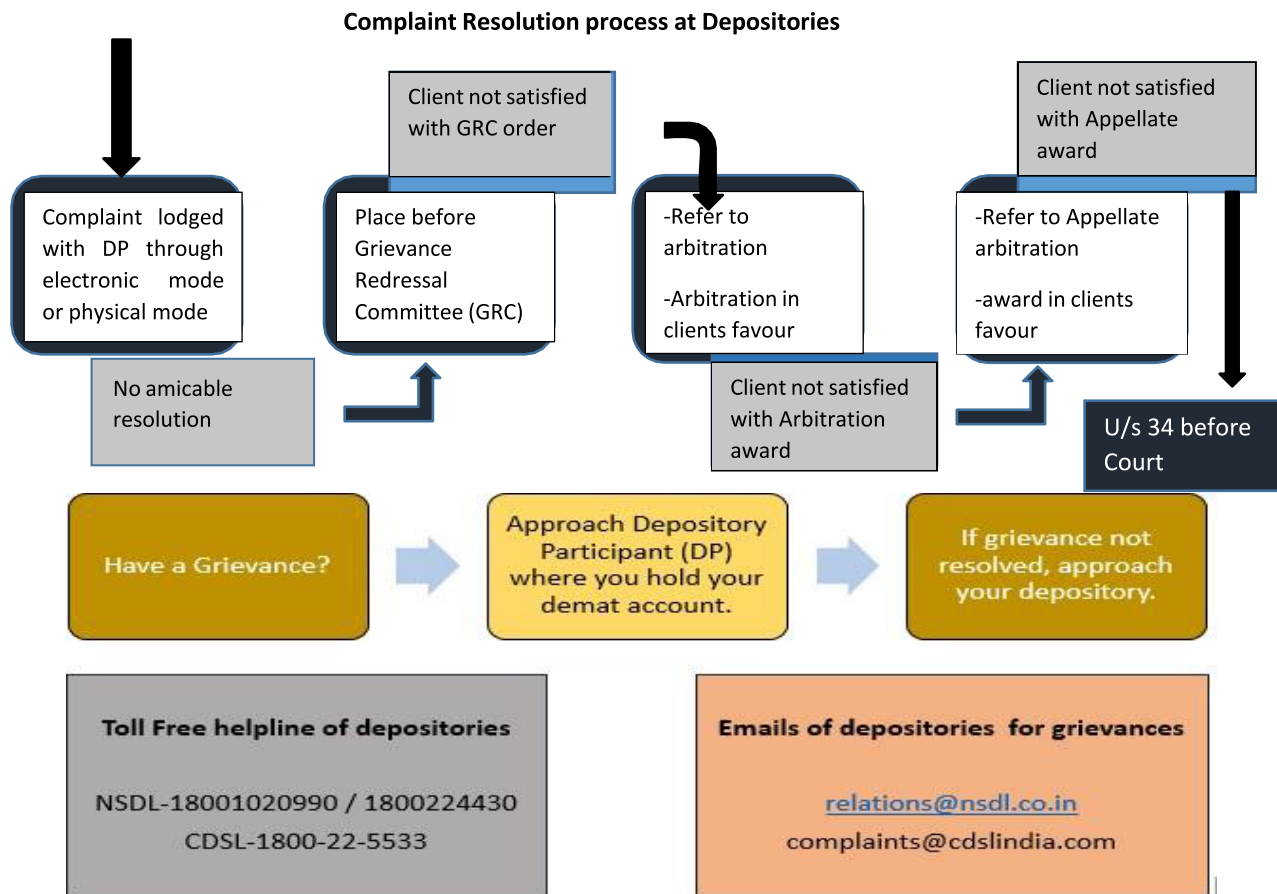 Complaint Resolution process at Depositories
Complaint lodged
with DP through
electronic mode
or physical mode
No amicable
resolution
Place before
Grievance
Redressal
Committee (GRC)
Client not satisfied
with GRC order
-Refer to
arbitration
-Arbitration in
clients favour
Client not satisfied
with Arbitration
award
-Refer to Appellate
arbitration
-award in clients
favour
Client not satisfied
with Appellate
award
U/s 34 before
Court
Have a Grievance?
Approach Depository
Participant (DP)
where you hold your
demat account.
If grievance not
resolved, approach
your depository.
Toll Free helpline of depositories
NSDL-18001020990 / 1800224430
CDSL-1800-22-5533
Emails of depositories for grievances
relations@nsdl.co.in
complaints@cdslindia.com